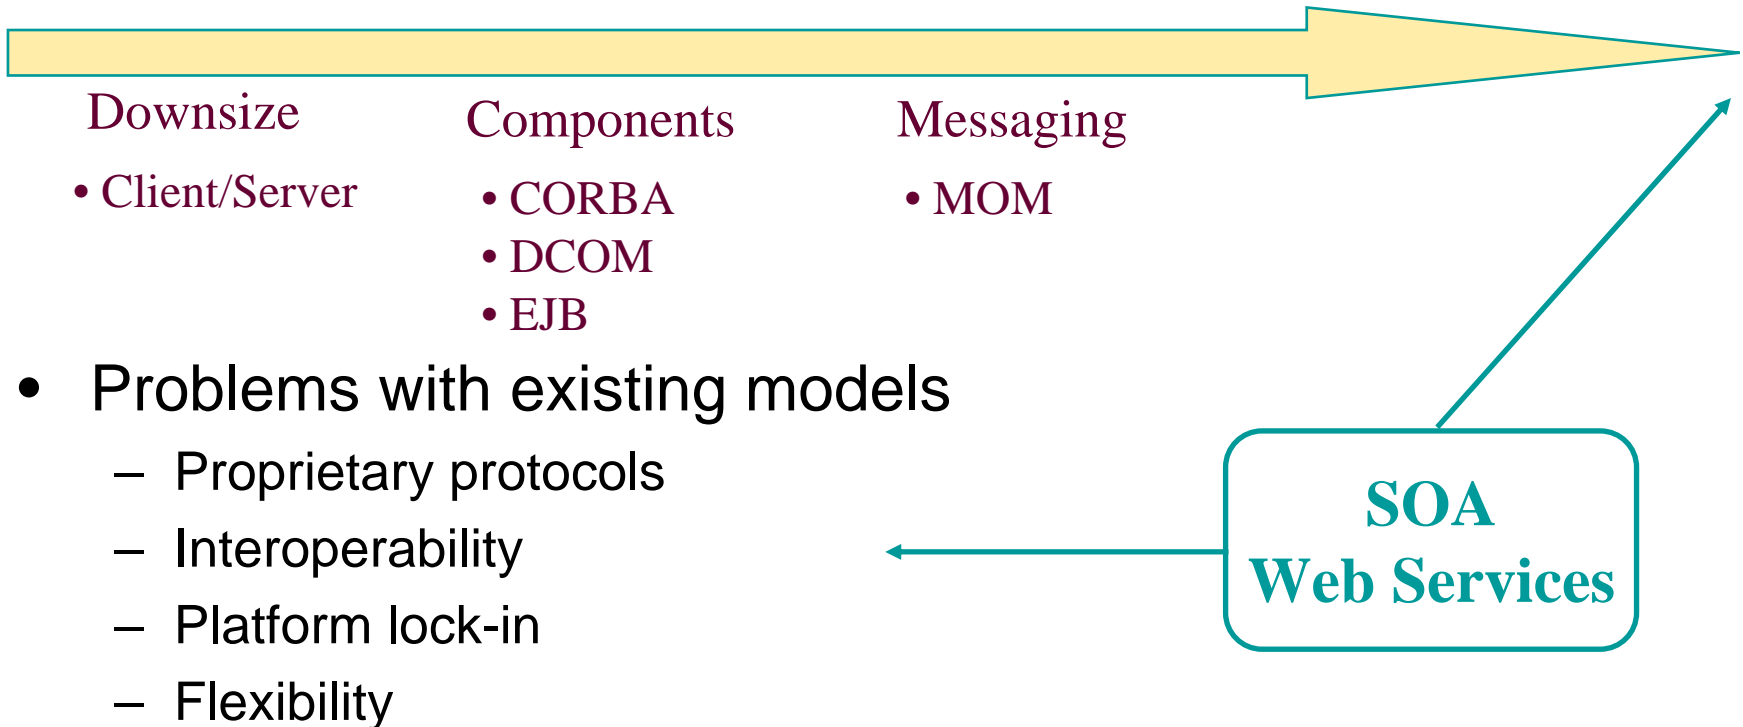 Downsize
• Client/Server
Components
• CORBA
• DCOM
• EJB
Messaging
• MOM
• Problems with existing models
– Proprietary protocols
– Interoperability
– Platform lock-in
– Flexibility
SOA
Web Services